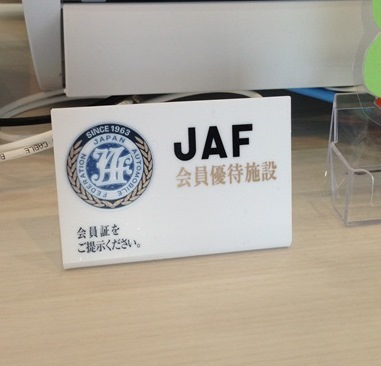 SINCE 1963
JAPAN AUTOMOBILE FEDERATION
JAF
会員優待施設
会員証を
ご提示ください。
CABLE